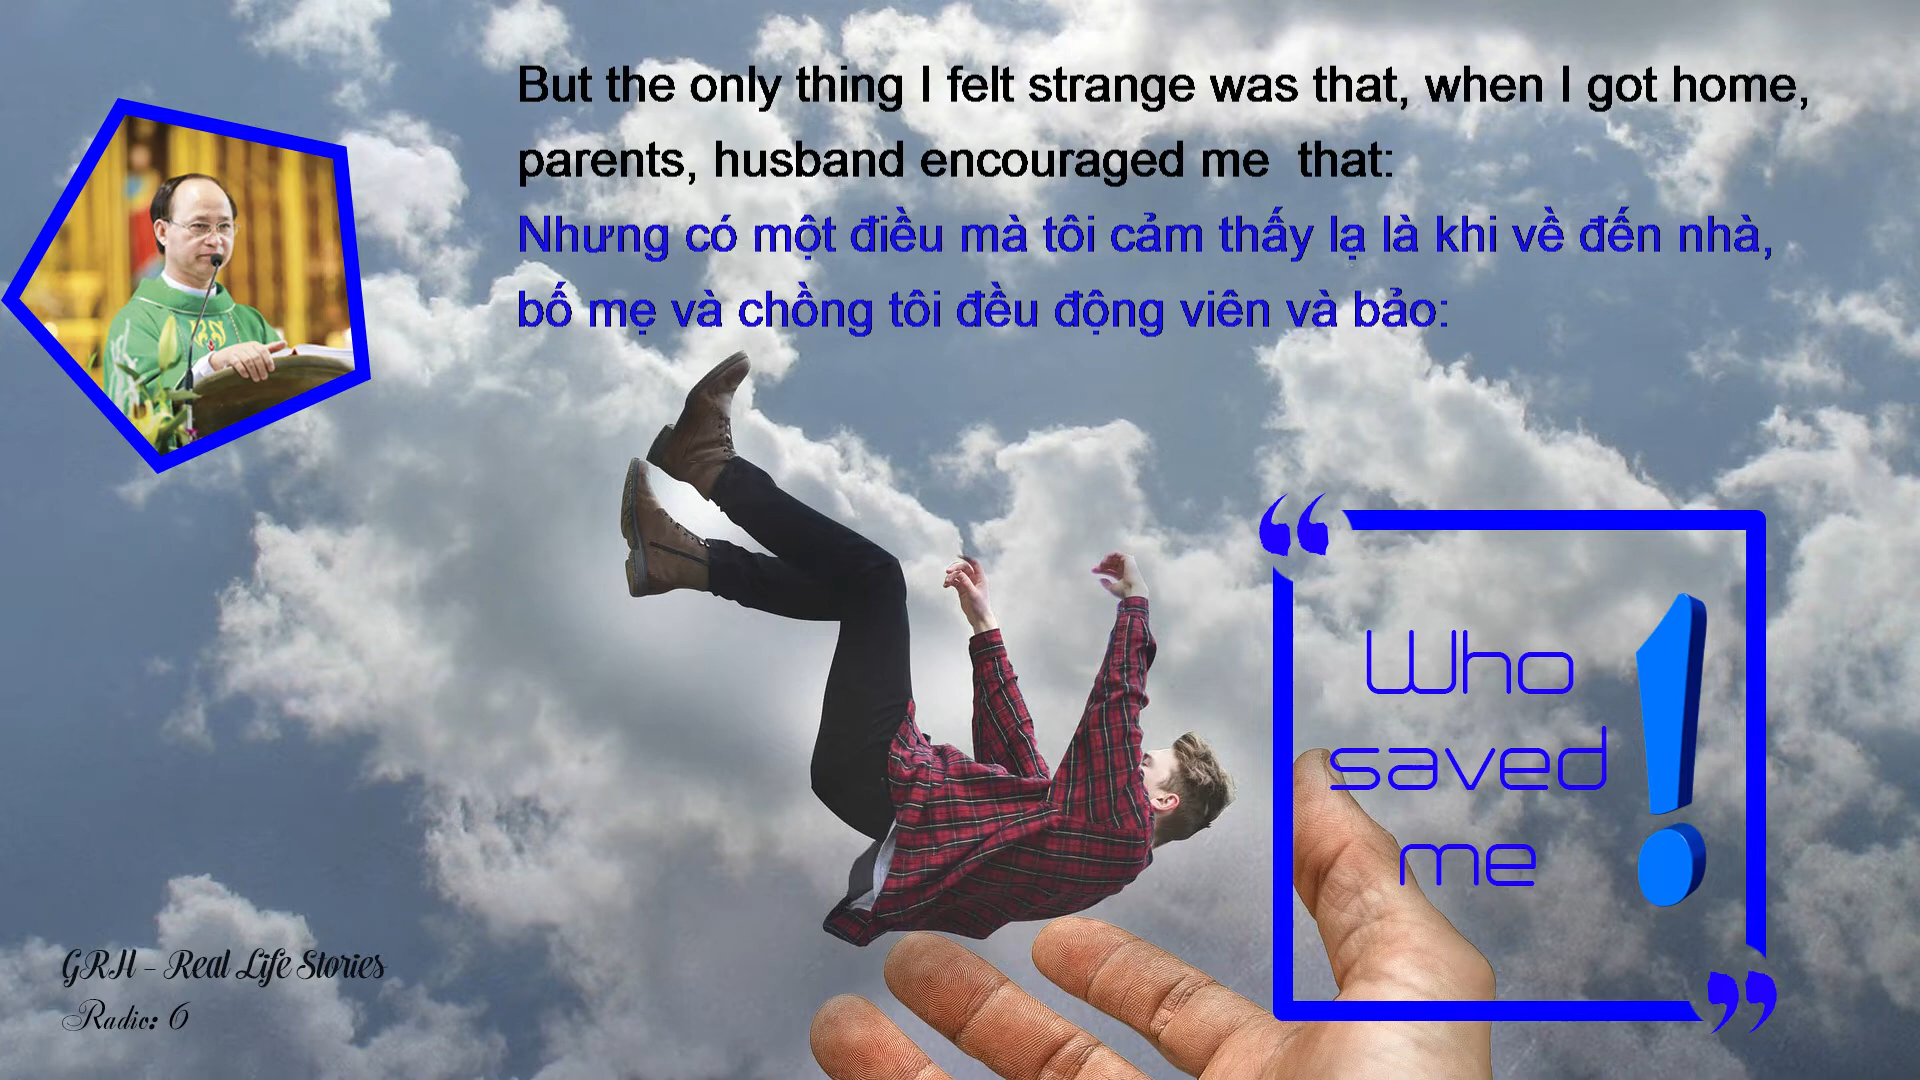 But the only thing I felt strange was that, when I got home,
parents, husband encouraged me that:
Nhưng có một điều mà tôi cảm thấy lạ là khi về đến nhà,
bố mẹ và chồng tôi đều động viên và bảo:
“
Who
saved
me
!
”
GRH - Real Life Stories
Radio: 6